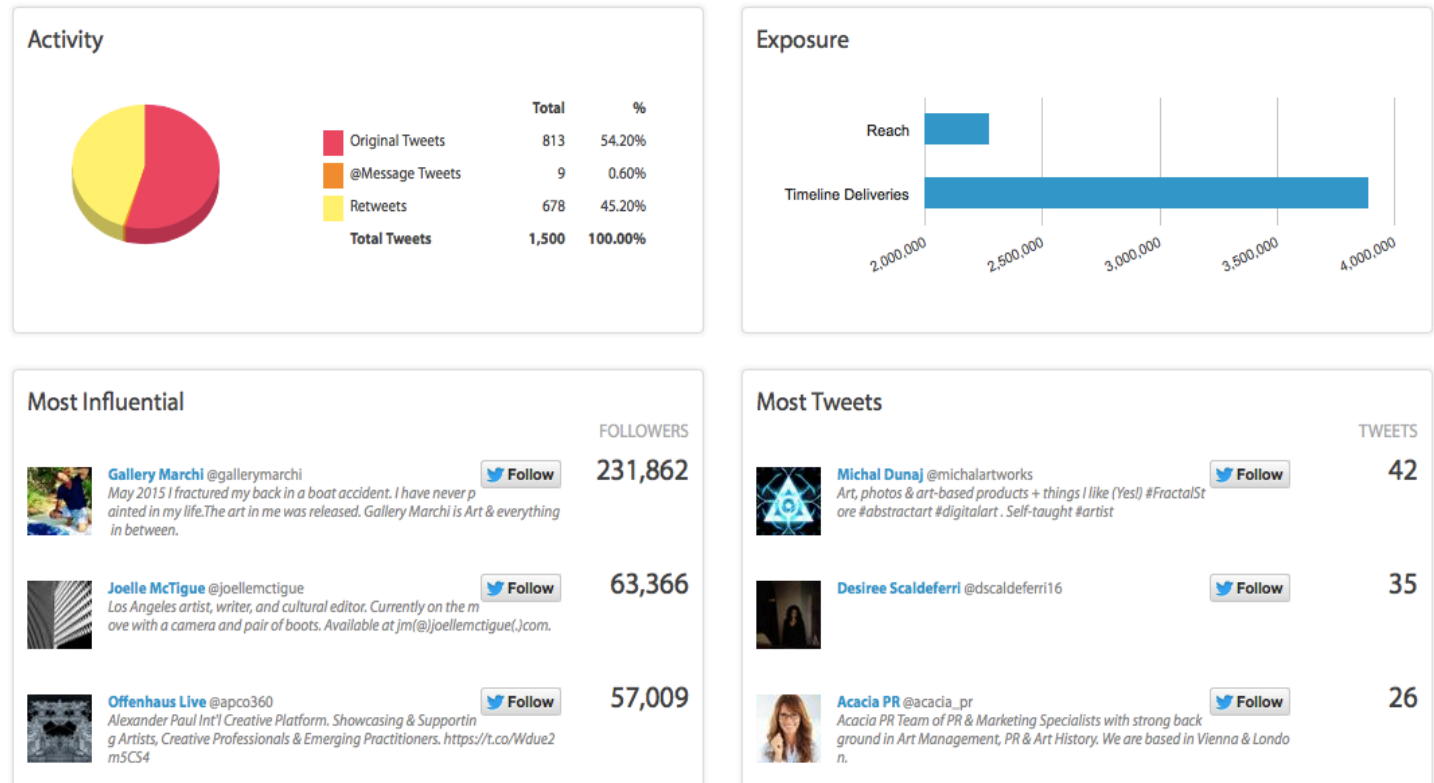 Activity
Total %
Original Tweets 813 54.20%
@Message Tweets 9 0.60%
Retweets 678 45.20%
Total Tweets 1,500 100.00%
Exposure
Reach
Timeline Deliveries
2,000,000 2,500,000 3,000,000 3,500,000 4,000,000
Most Influential
FOLLOWERS
Gallery Marchi @gallerymarchi Follow 231,862
May 2015 I fractured my back in a boat accident. I have never p
ainted in my life.The art in me was released. Gallery Marchi is Art & everything
in between.
Joelle McTigue @joellemctigue Follow 63,366
Los Angeles artist, writer, and cultural editor. Currently on the m
ove with a camera and pair of boots. Available at jm(@)joellemctigue(.)com.
Offenhaus Live @apco360 Follow 57,009
Alexander Paul Int'l Creative Platform. Showcasing & Supportin
g Artists, Creative Professionals & Emerging Practitioners. https://t.co/Wdue2
m5CS4
Most Tweets
TWEETS
Michal Dunaj @michalartworks Follow 42
Art, photos & art-based products + things I like (Yes!) #FractalSt
ore #abstractart #digitalart . Self-taught #artist
Desiree Scaldeferri @dscaldeferri16 Follow 35
Acacia PR @acacia_pr Follow 26
Acacia PR Team of PR & Marketing Specialists with strong back
ground in Art Management, PR & Art History. We are based in Vienna & Londo
n.